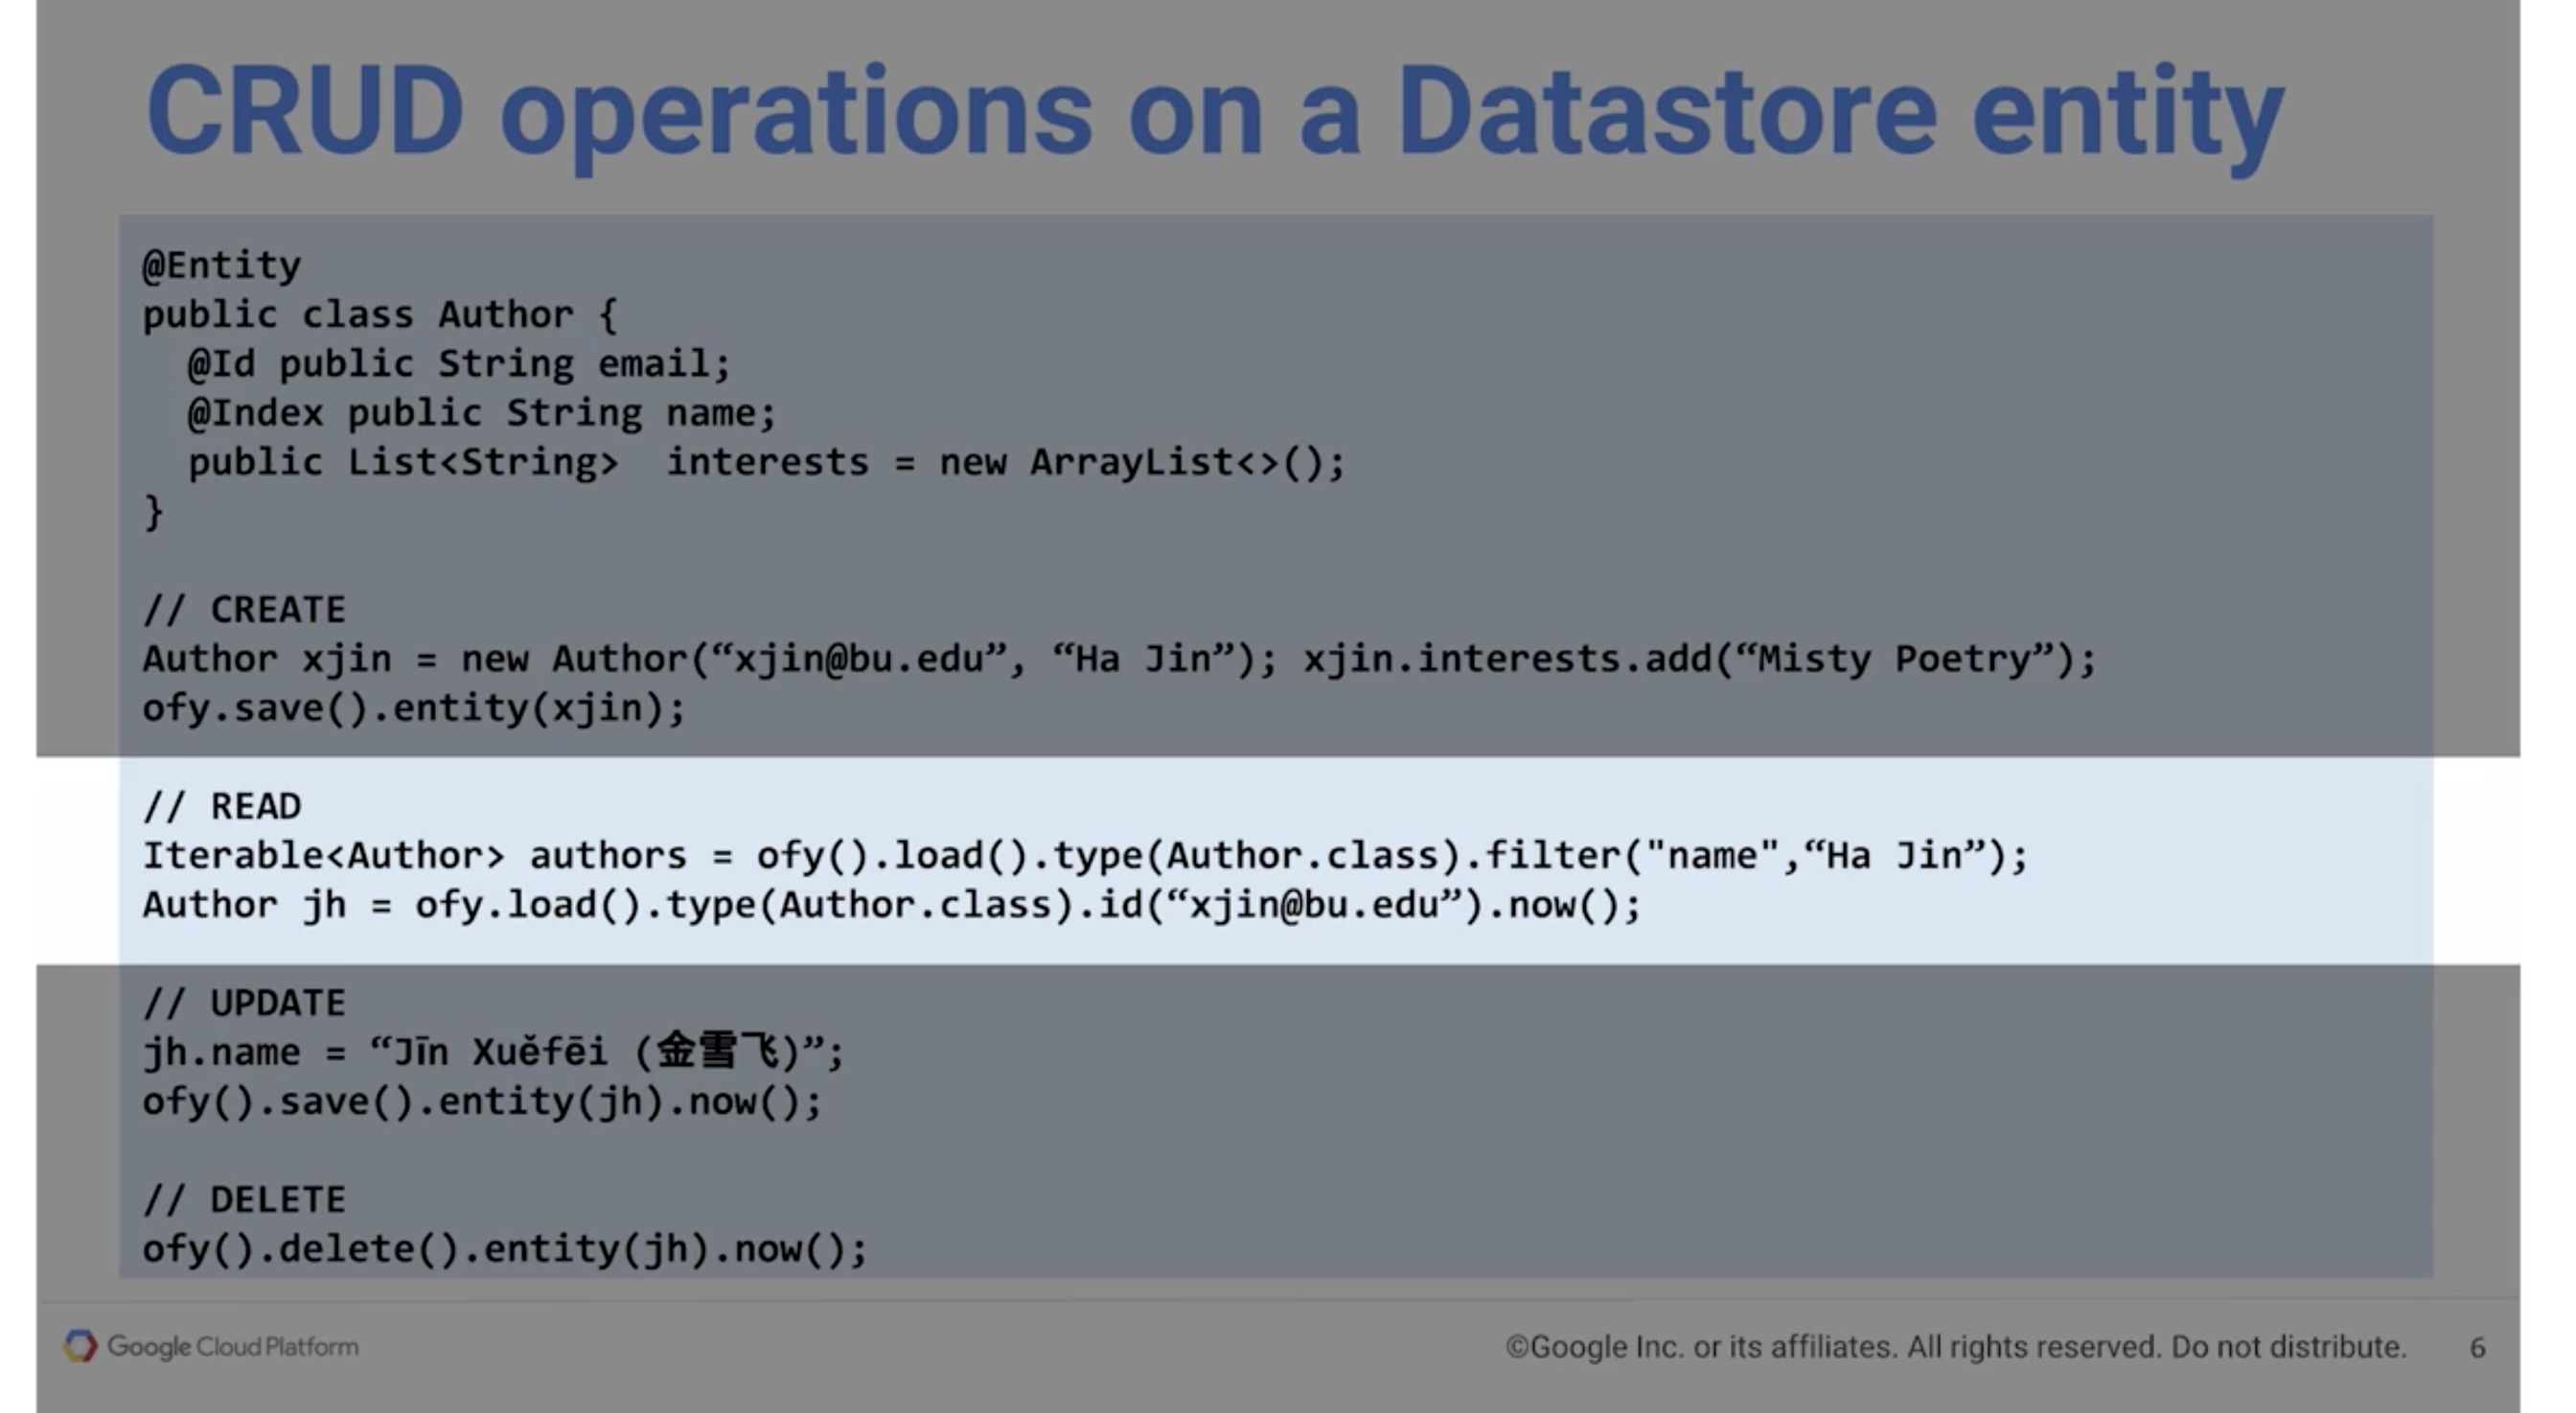 CRUD operations on a Datastore entity
@Entity
public class Author {
  @Id public String email;
  @Index public String name;
  public List<String>  interests = new ArrayList<>();
}
// CREATE
Author xjin = new Author(“xjin@bu.edu”, “Ha Jin”); xjin.interests.add(“Misty Poetry”);
ofy.save().entity(xjin);
// READ
Iterable<Author> authors = ofy().load().type(Author.class).filter("name",“Ha Jin”);
Author jh = ofy.load().type(Author.class).id(“xjin@bu.edu”).now();
// UPDATE
jh.name = “Jīn Xuěfēi (金雪飞)”;
ofy().save().entity(jh).now();
// DELETE
ofy().delete().entity(jh).now();
Google Cloud Platform
©Google Inc. or its affiliates. All rights reserved. Do not distribute. 6